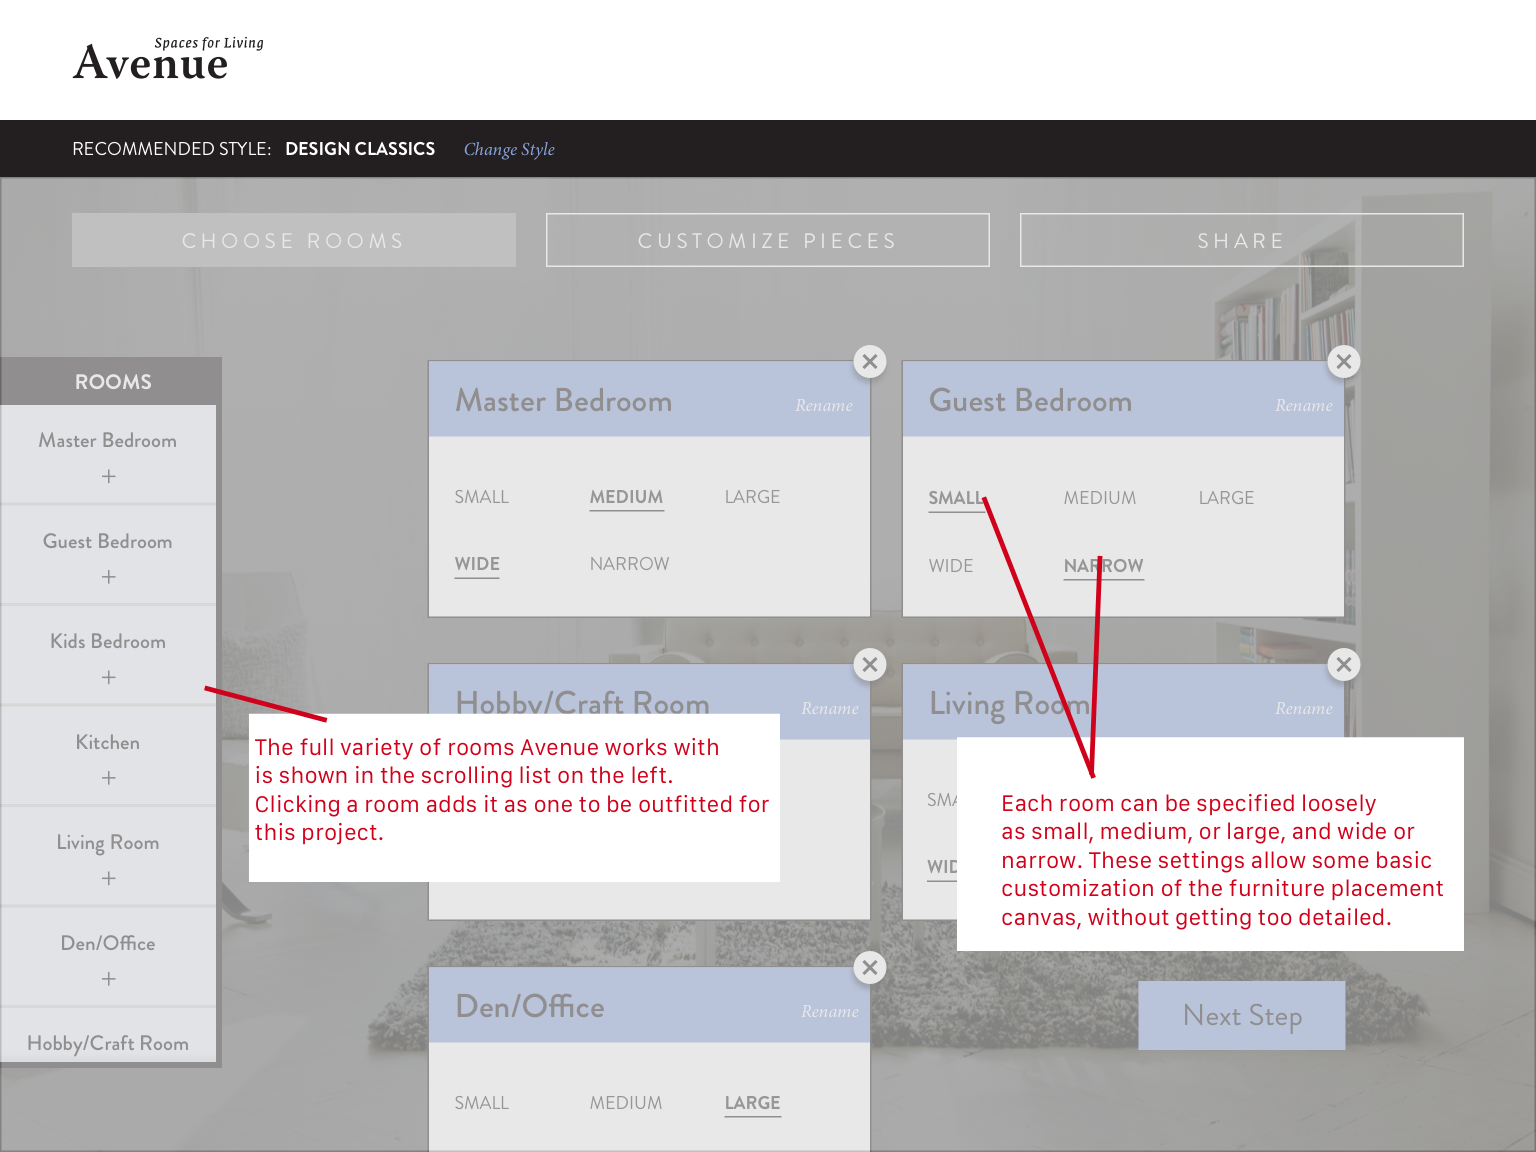 Spaces for Living
Avenue
RECOMMENDED STYLE: DESIGN CLASSICS Change Style
CHOOSE ROOMS
CUSTOMIZE PIECES
SHARE
ROOMS
Master Bedroom
+
Guest Bedroom
+
Kids Bedroom
+
Kitchen
+
Living Room
+
Den/Office
+
Hobby/Craft Room
Master Bedroom Rename
SMALL MEDIUM LARGE
WIDE NARROW
Guest Bedroom Rename
SMALL MEDIUM LARGE
WIDE NARROW
Hobby/Craft Room Rename
Living Room Rename
The full variety of rooms Avenue works with
is shown in the scrolling list on the left.
Clicking a room adds it as one to be outfitted for
this project.
Each room can be specified loosely
as small, medium, or large, and wide or
narrow. These settings allow some basic
customization of the furniture placement
canvas, without getting too detailed.
Den/Office Rename
SMALL MEDIUM LARGE
Next Step